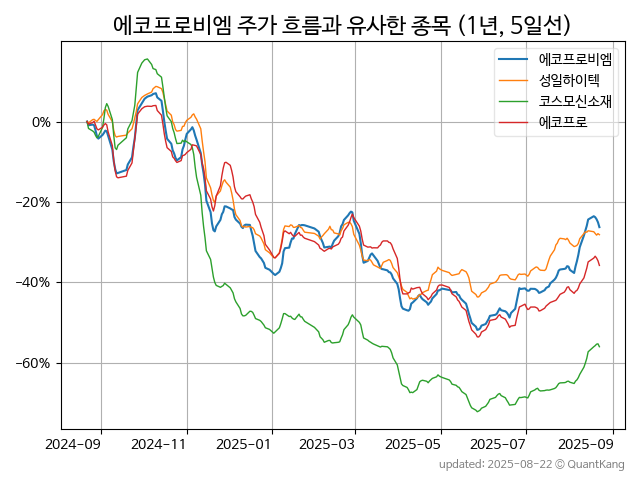 에코프로비엠 주가 흐름과 유사한 종목 (1년, 5일선)
에코프로비엠
성일하이텍
코스모신소재
에코프로
0%
−20%
−40%
−60%
2024-09
2024-11
2025-01
2025-03
2025-05
2025-07
2025-09
updated: 2025-08-22 © QuantKang